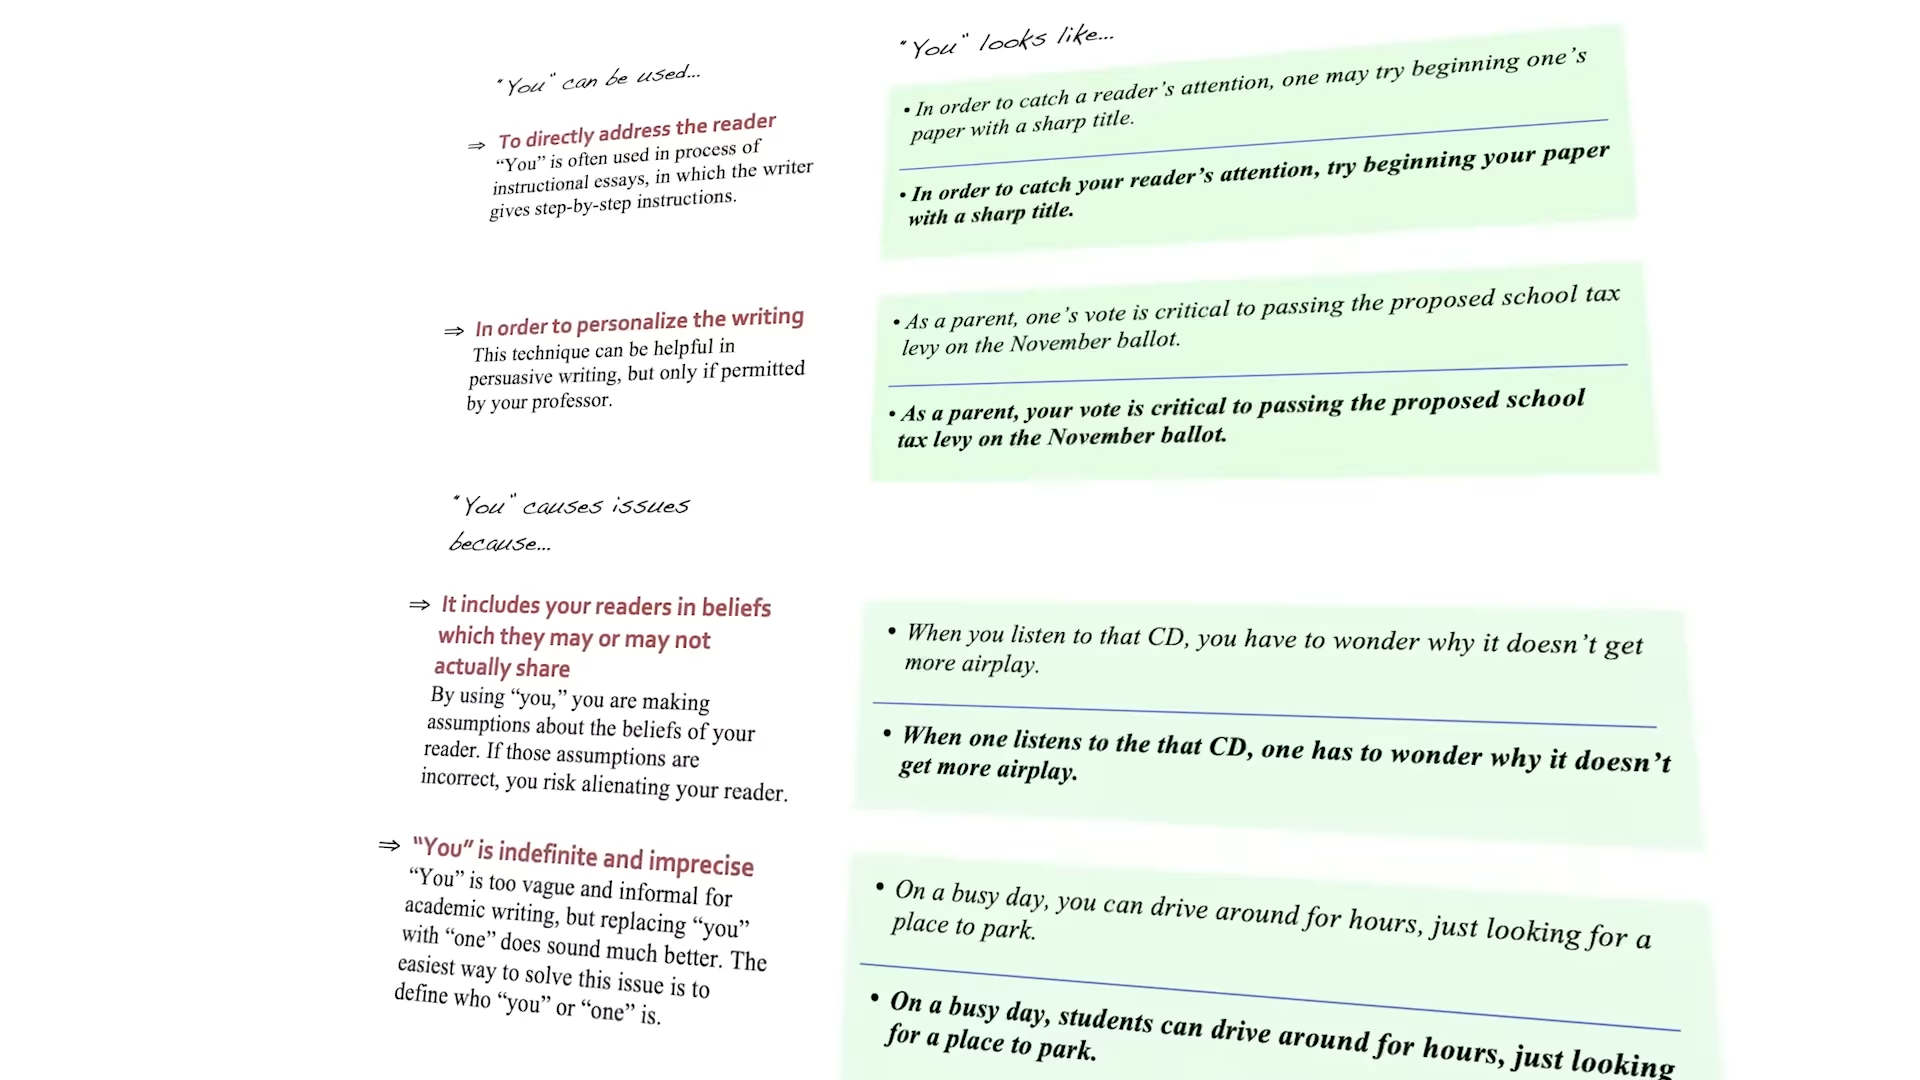 “You” can be used...
⇒ To directly address the reader
“You” is often used in process of
instructional essays, in which the writer
gives step-by-step instructions.
⇒ In order to personalize the writing
This technique can be helpful in
persuasive writing, but only if permitted
by your professor.
“You” causes issues
because...
⇒ It includes your readers in beliefs
which they may or may not
actually share
By using “you,” you are making
assumptions about the beliefs of your
reader. If those assumptions are
incorrect, you risk alienating your reader.
⇒ “You” is indefinite and imprecise
“You” is too vague and informal for
academic writing, but replacing “you”
with “one” does sound much better. The
easiest way to solve this issue is to
define who “you” or “one” is.
“You” looks like...
• In order to catch a reader’s attention, one may try beginning one’s
paper with a sharp title.
• In order to catch your reader’s attention, try beginning your paper
with a sharp title.
• As a parent, one’s vote is critical to passing the proposed school tax
levy on the November ballot.
• As a parent, your vote is critical to passing the proposed school
tax levy on the November ballot.
• When you listen to that CD, you have to wonder why it doesn’t get
more airplay.
• When one listens to the that CD, one has to wonder why it doesn’t
get more airplay.
• On a busy day, you can drive around for hours, just looking for a
place to park.
• On a busy day, students can drive around for hours, just looking
for a place to park.